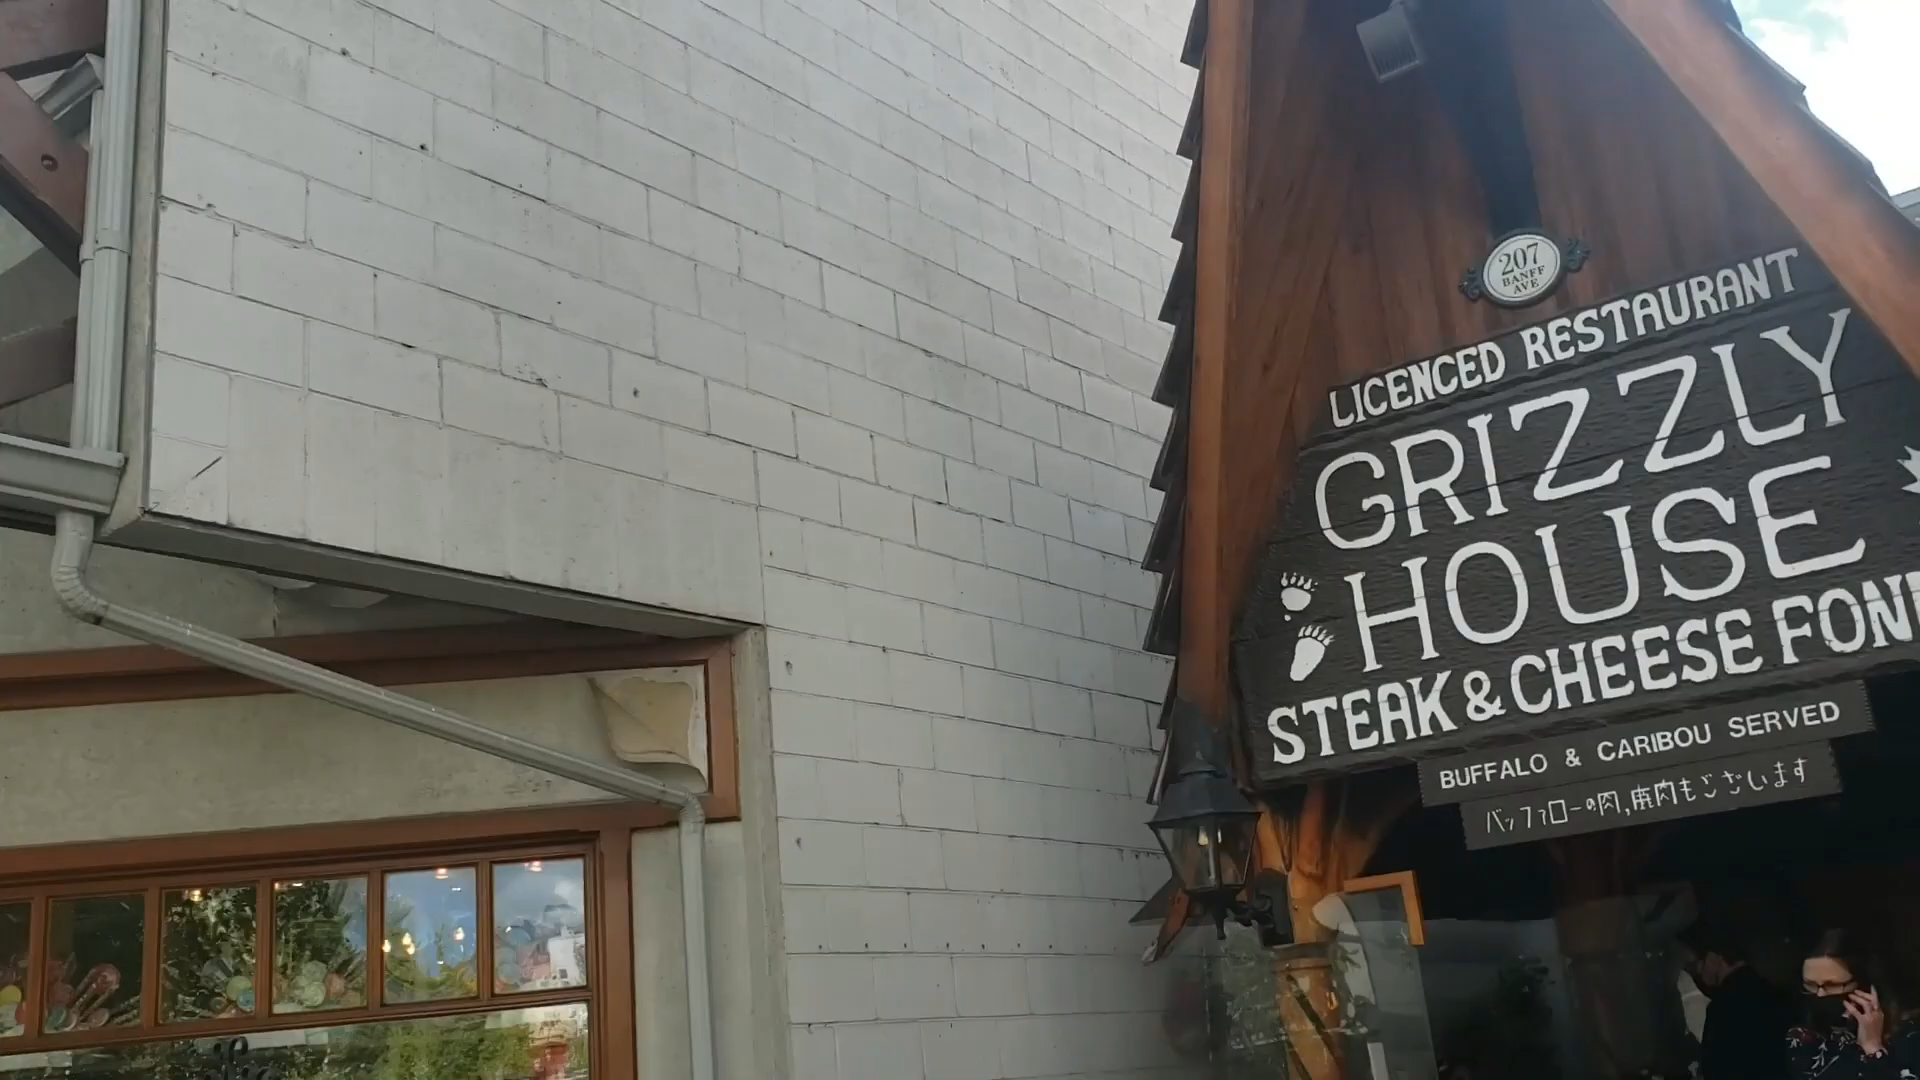 207
BANFF
AVE
LICENCED RESTAURANT
GRIZZLY
HOUSE
STEAK & CHEESE FON
BUFFALO & CARIBOU SERVED
バッファローの肉,鹿肉もございます